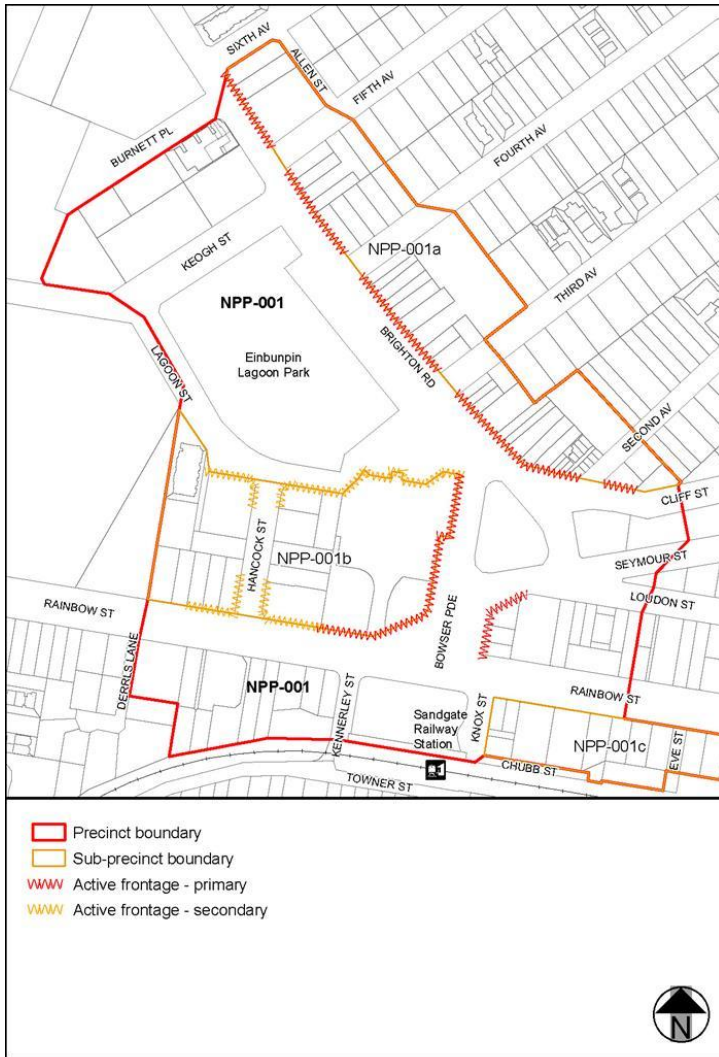 SIXTH AV
ALLEN ST
FIFTH AV
BURNETT PL
FOURTH AV
KEOGH ST
NPP-001a
NPP-001
THIRD AV
Einbunpin
Lagoon Park
BRIGHTON RD
LAGOON ST
SECOND AV
CLIFF ST
HANCOCK ST
NPP-001b
SEYMOUR ST
LOUDON ST
RAINBOW ST
BOWSER PDE
DERRLS LANE
NPP-001
KENNERLEY ST
Sandgate
Railway
Station
KNOX ST
RAINBOW ST
NPP-001c
EVE ST
CHUBB ST
TOWNER ST
Precinct boundary
Sub-precinct boundary
Active frontage - primary
Active frontage - secondary
N